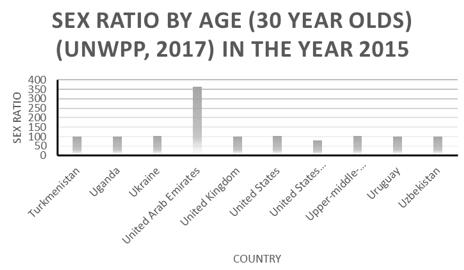 SEX RATIO BY AGE (30 YEAR OLDS)
(UNWPP, 2017) IN THE YEAR 2015
SEX RATIO
400
350
300
250
200
150
100
50
0
Turkmenistan
Uganda
Ukraine
United Arab Emirates
United Kingdom
United States
United States...
Upper-middle-...
Uruguay
Uzbekistan
COUNTRY